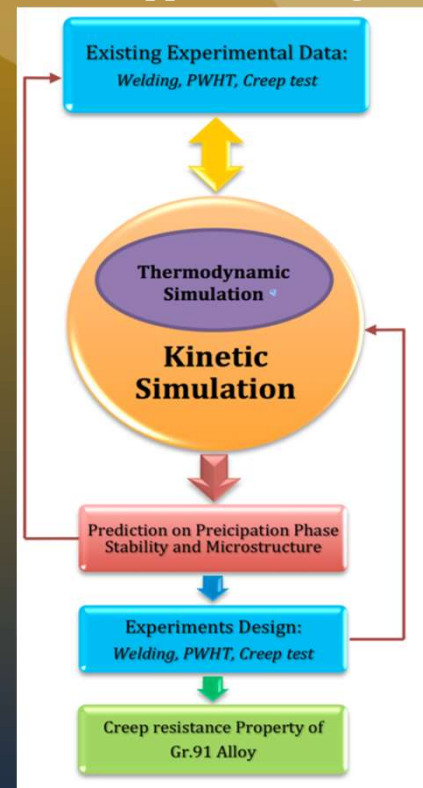 Existing Experimental Data:
Welding, PWHT, Creep test
Thermodynamic
Simulation
Kinetic
Simulation
Prediction on Preicipation Phase
Stability and Microstructure
Experiments Design:
Welding, PWHT, Creep test
Creep resistance Property of
Gr.91 Alloy